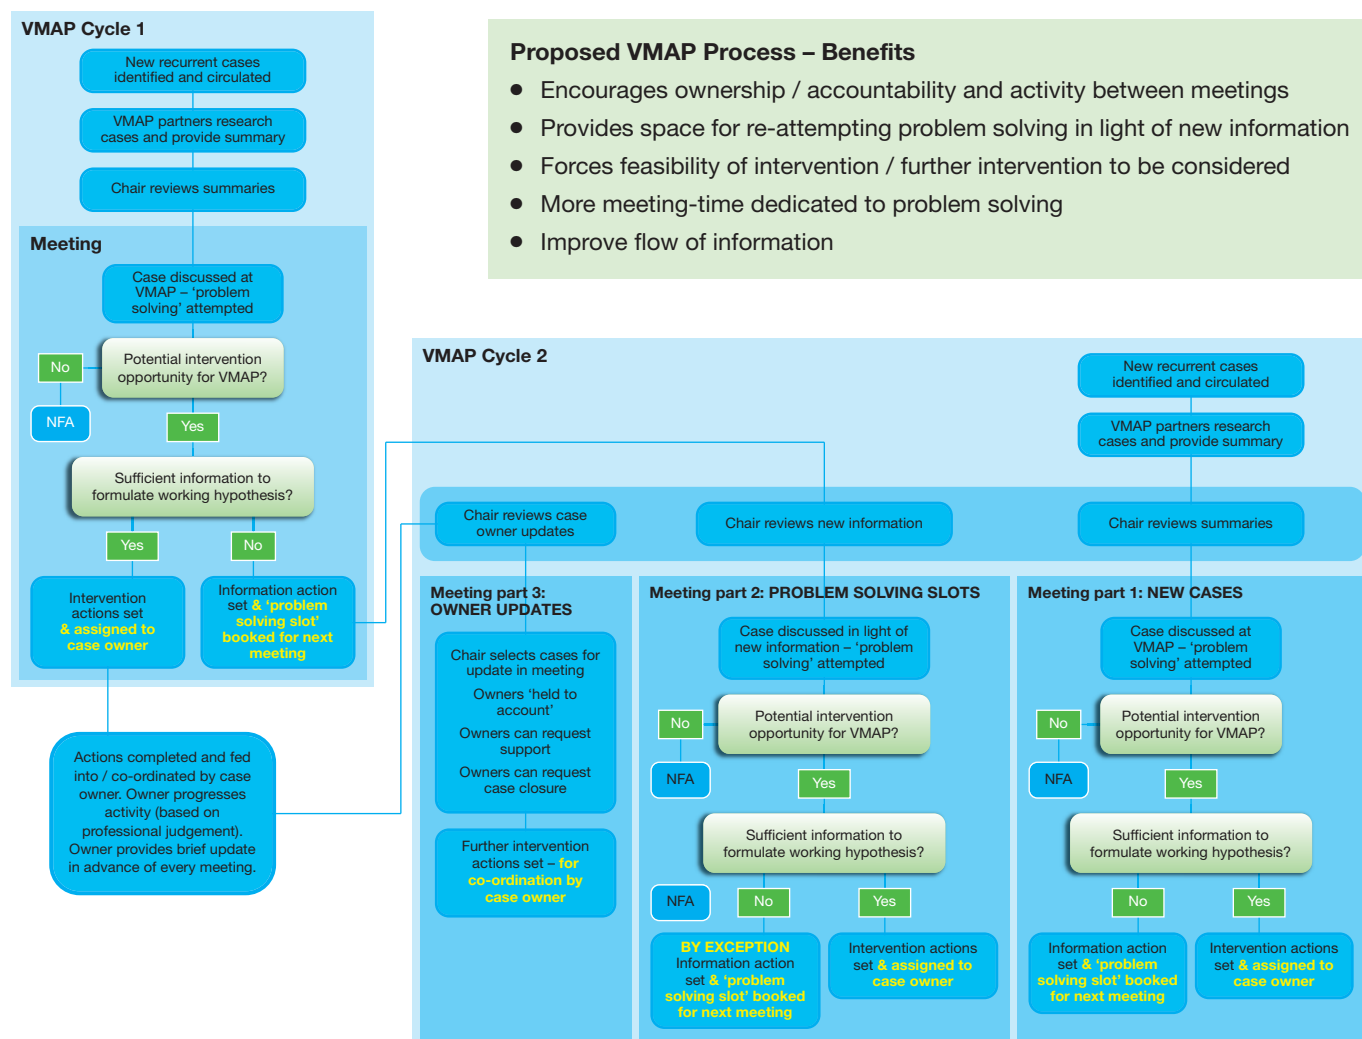 VMAP Cycle 1
New recurrent cases
identified and circulated
VMAP partners research
cases and provide summary
Chair reviews summaries
Meeting
Case discussed at
VMAP – ‘problem
solving’ attempted
Potential intervention
opportunity for VMAP?
No
NFA
Yes
Sufficient information to
formulate working hypothesis?
Yes
No
Intervention
actions set
& assigned to
case owner
Information action
set & ‘problem
solving slot’
booked for next
meeting
Actions completed and fed
into / co-ordinated by case
owner. Owner progresses
activity (based on
professional judgement).
Owner provides brief update
in advance of every meeting.
Proposed VMAP Process – Benefits
• Encourages ownership / accountability and activity between meetings
• Provides space for re-attempting problem solving in light of new information
• Forces feasibility of intervention / further intervention to be considered
• More meeting-time dedicated to problem solving
• Improve flow of information
VMAP Cycle 2
New recurrent cases
identified and circulated
VMAP partners research
cases and provide summary
Chair reviews case
owner updates
Chair reviews new information
Chair reviews summaries
Meeting part 3:
OWNER UPDATES
Chair selects cases for
update in meeting
Owners ‘held to
account’
Owners can request
support
Owners can request
case closure
Further intervention
actions set – for
co-ordination by
case owner
Meeting part 2: PROBLEM SOLVING SLOTS
Case discussed in light of
new information – ‘problem
solving’ attempted
Potential intervention
opportunity for VMAP?
No
NFA
Yes
Sufficient information to
formulate working hypothesis?
NFA
No
Yes
BY EXCEPTION
Information action
set & ‘problem
solving slot’ booked
for next meeting
Intervention actions
set & assigned to
case owner
Meeting part 1: NEW CASES
Case discussed at
VMAP – ‘problem
solving’ attempted
Potential intervention
opportunity for VMAP?
No
NFA
Yes
Sufficient information to
formulate working hypothesis?
No
Yes
Information action
set & ‘problem
solving slot’ booked
for next meeting
Intervention actions
set & assigned to
case owner